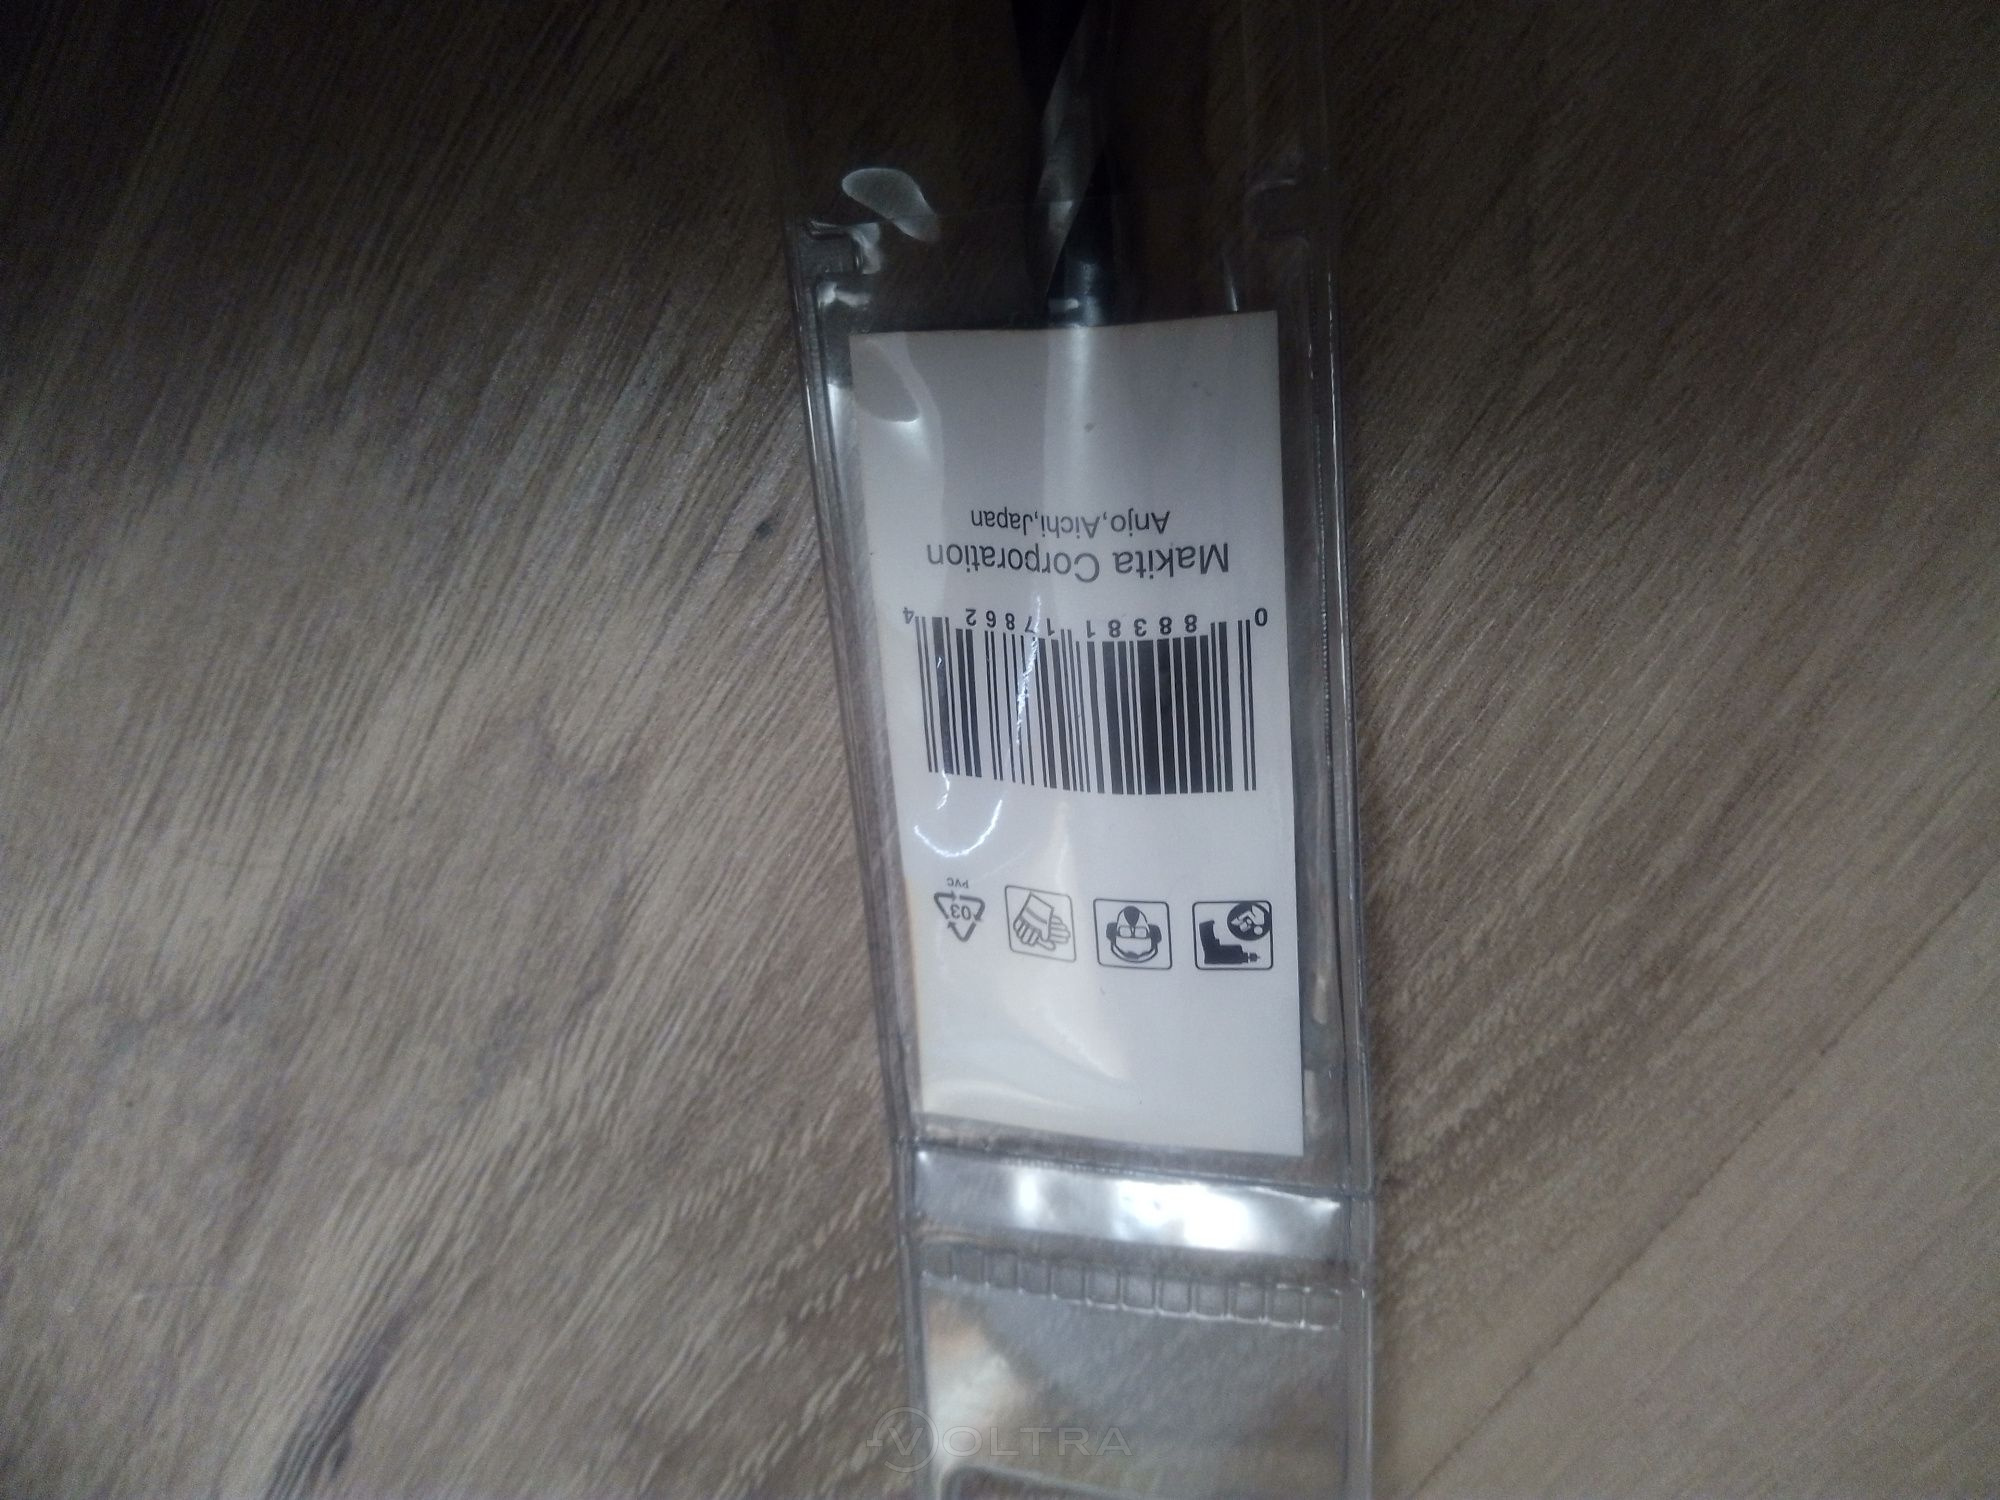 03
PVC
0 88381 17862 4
Makita Corporation
Anjo,Aichi,Japan
VOLTRA